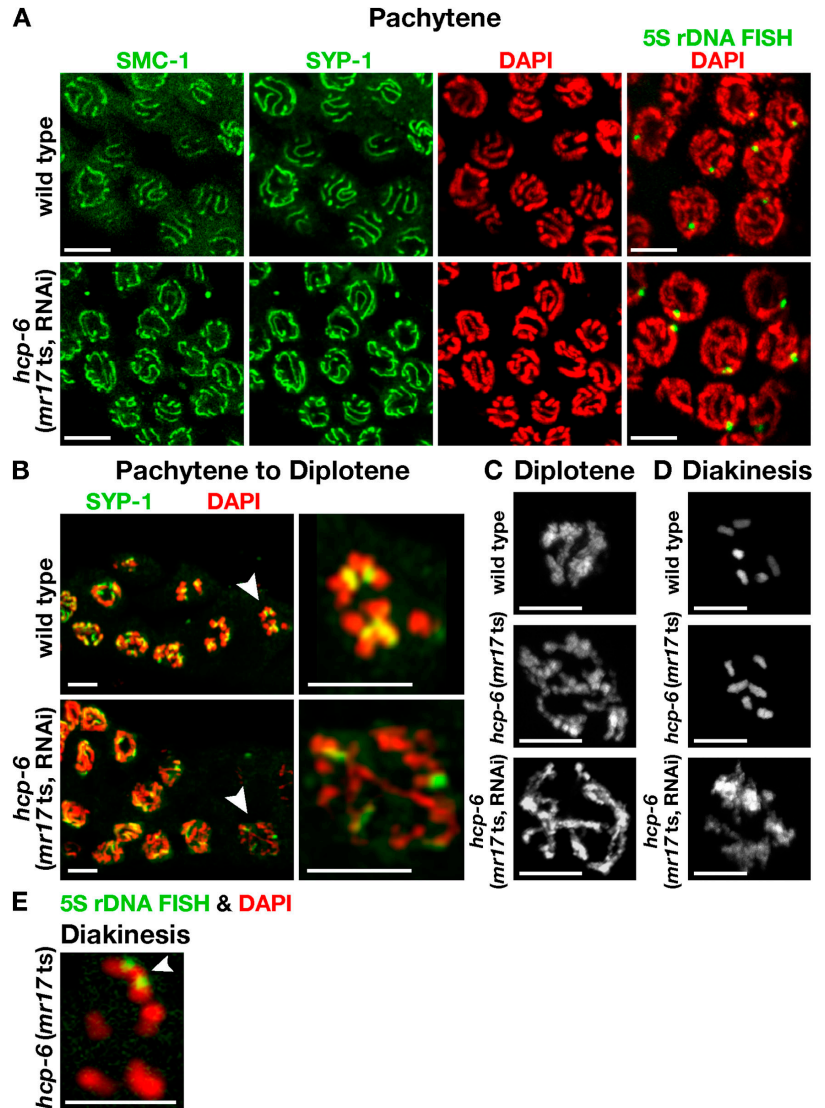 A
Pachytene
SMC-1
SYP-1
DAPI
5S rDNA FISH
DAPI
wild type
hcp-6
(mr17 ts, RNAi)
B
Pachytene to Diplotene
SYP-1
DAPI
wild type
hcp-6
(mr17 ts, RNAi)
C
Diplotene
wild type
hcp-6 (mr17 ts)
hcp-6
(mr17 ts, RNAi)
D
Diakinesis
wild type
hcp-6 (mr17 ts)
hcp-6
(mr17 ts, RNAi)
E
5S rDNA FISH & DAPI
Diakinesis
hcp-6 (mr17 ts)